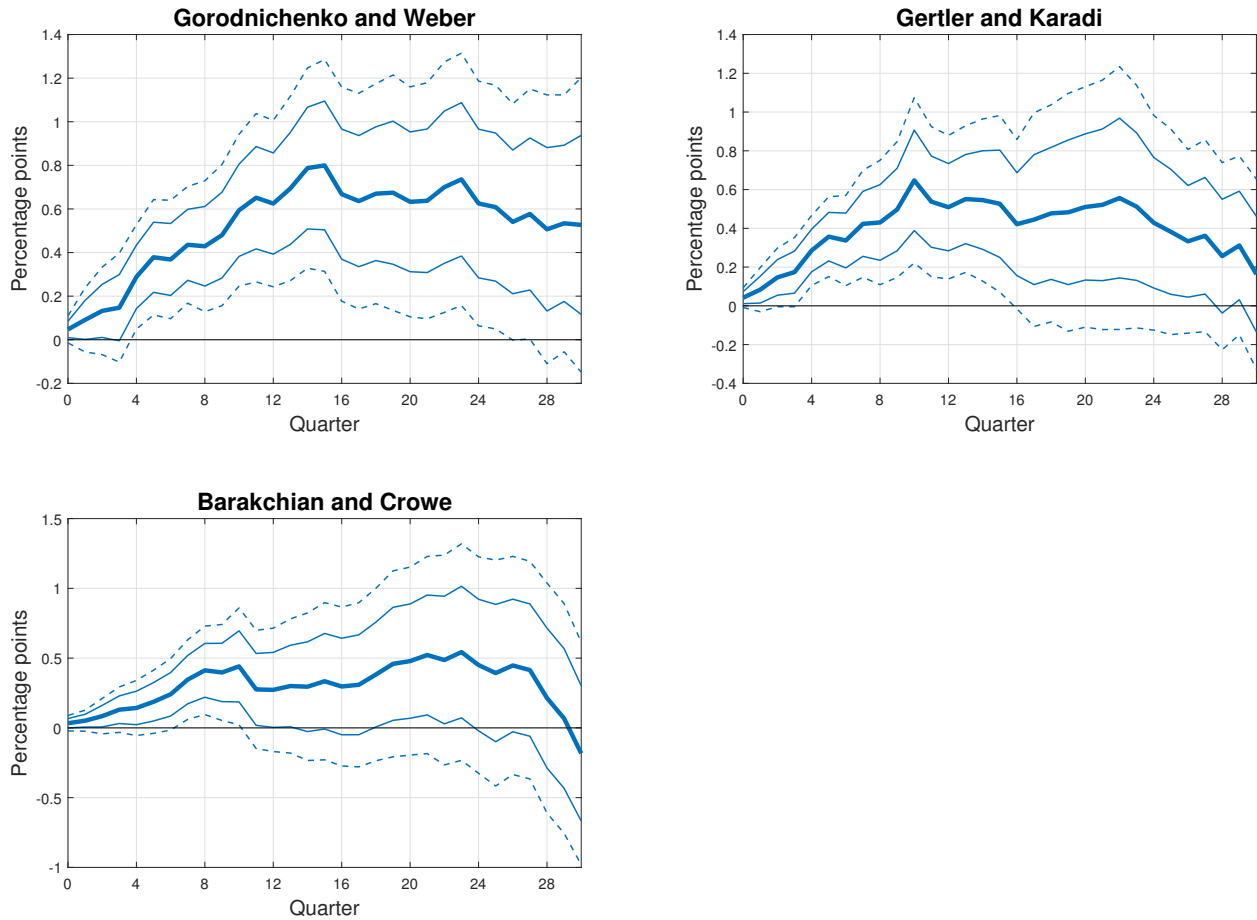 Gorodnichenko and Weber
1.4
1.2
1
0.8
0.6
0.4
0.2
0
-0.2
Percentage points
0 4 8 12 16 20 24 28
Quarter
Gertler and Karadi
1.4
1.2
1
0.8
0.6
0.4
0.2
0
-0.2
-0.4
Percentage points
0 4 8 12 16 20 24 28
Quarter
Barakchian and Crowe
1.5
1
0.5
0
-0.5
-1
Percentage points
0 4 8 12 16 20 24 28
Quarter